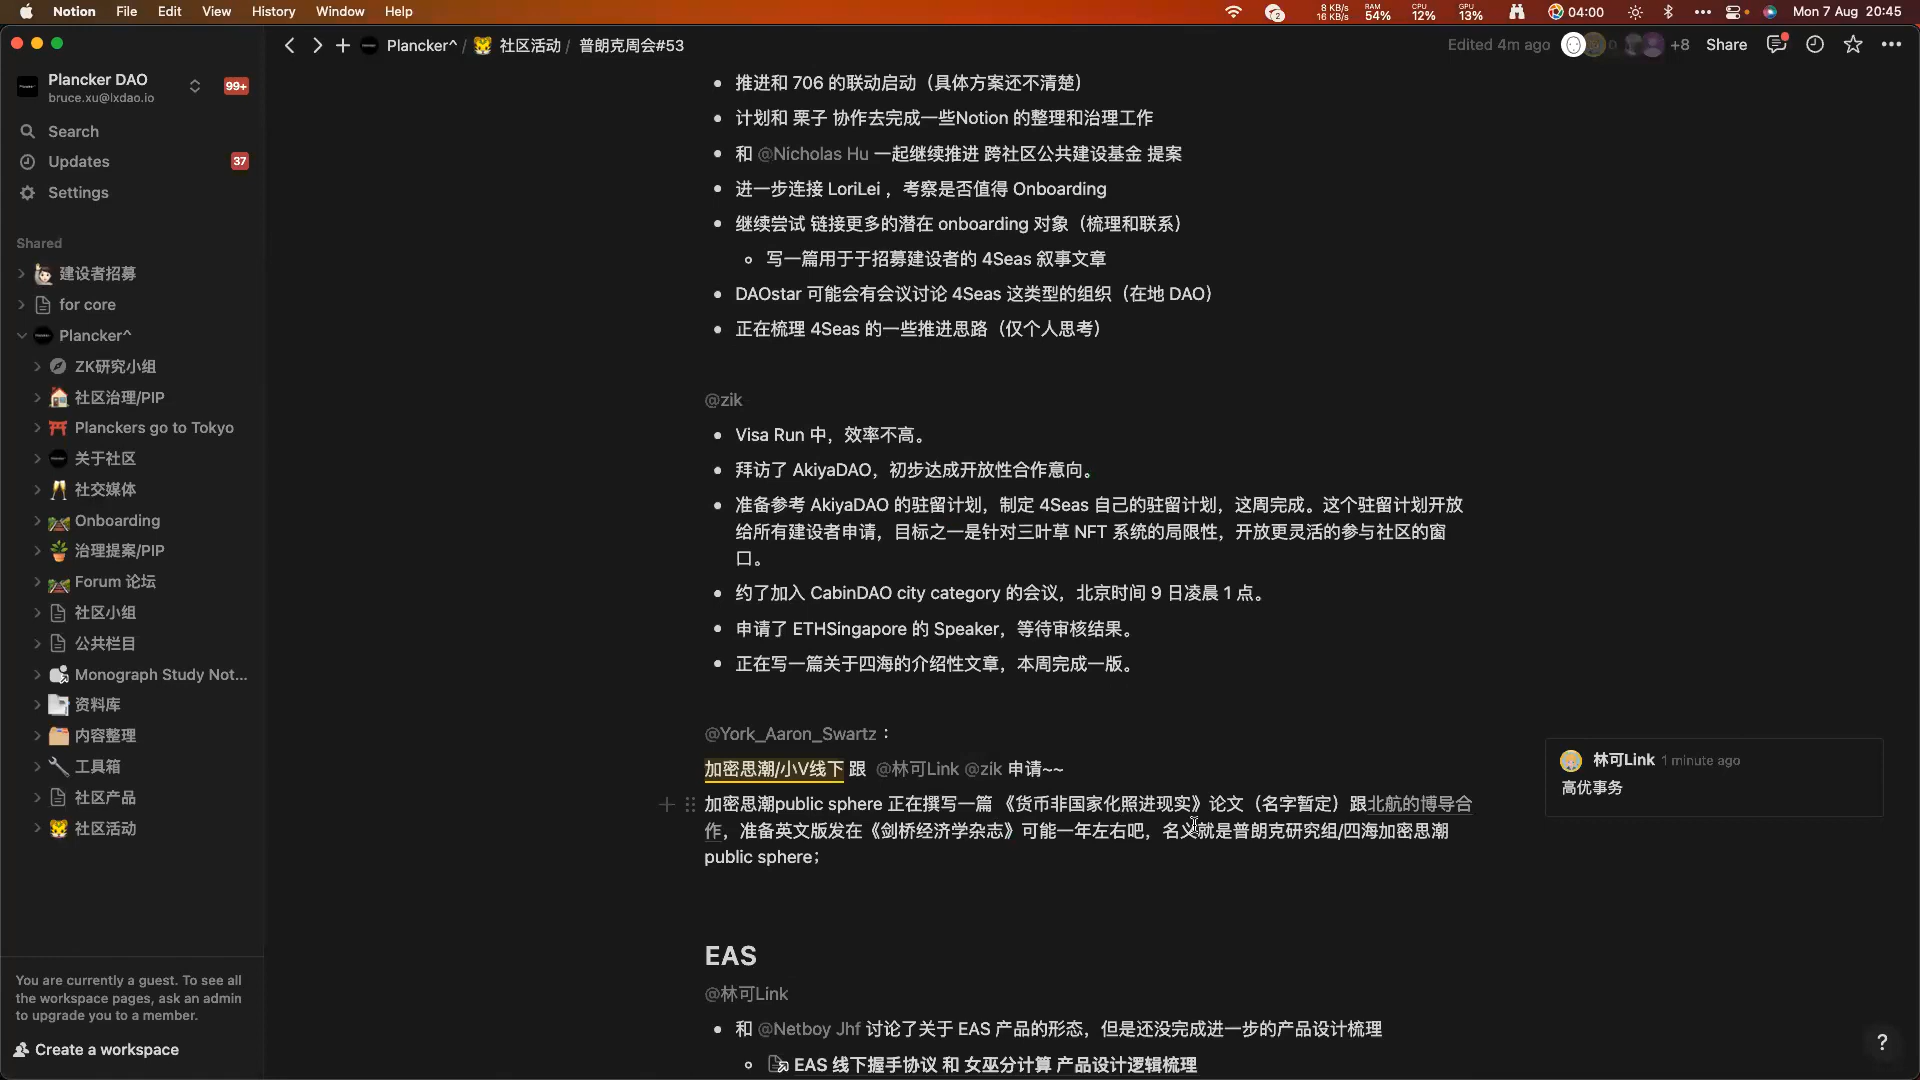 Notion File Edit View History Window Help
2
8 KB/s
16 KB/s
RAM
54%
CPU
12%
GPU
13%
04:00
Mon 7 Aug 20:45
Plancker^ / 社区活动 / 普朗克周会#53
Edited 4m ago
+8
Share
Plancker DAO
bruce.xu@lxdao.io
99+
Search
Updates
37
Settings
Shared
建设者招募
for core
Plancker^
ZK研究小组
社区治理/PIP
Planckers go to Tokyo
关于社区
社交媒体
Onboarding
治理提案/PIP
Forum 论坛
社区小组
公共栏目
Monograph Study Not...
资料库
内容整理
工具箱
社区产品
社区活动
You are currently a guest. To see all
the workspace pages, ask an admin
to upgrade you to a member.
Create a workspace
推进和 706 的联动启动（具体方案还不清楚）
计划和 栗子 协作去完成一些Notion 的整理和治理工作
和 @Nicholas Hu 一起继续推进 跨社区公共建设基金 提案
进一步连接 LoriLei ，考察是否值得 Onboarding
继续尝试 链接更多的潜在 onboarding 对象（梳理和联系）
写一篇用于于招募建设者的 4Seas 叙事文章
DAOstar 可能会有会议讨论 4Seas 这类型的组织（在地 DAO）
正在梳理 4Seas 的一些推进思路（仅个人思考）
@zik
Visa Run 中，效率不高。
拜访了 AkiyaDAO，初步达成开放性合作意向。
准备参考 AkiyaDAO 的驻留计划，制定 4Seas 自己的驻留计划，这周完成。这个驻留计划开放
给所有建设者申请，目标之一是针对三叶草 NFT 系统的局限性，开放更灵活的参与社区的窗
口。
约了加入 CabinDAO city category 的会议，北京时间 9 日凌晨 1 点。
申请了 ETHSingapore 的 Speaker，等待审核结果。
正在写一篇关于四海的介绍性文章，本周完成一版。
@York_Aaron_Swartz：
加密思潮/小V线下 跟 @林可Link @zik 申请~~
加密思潮public sphere 正在撰写一篇 《货币非国家化照进现实》论文（名字暂定）跟北航的博导合
作，准备英文版发在《剑桥经济学杂志》可能一年左右吧，名义就是普朗克研究组/四海加密思潮
public sphere；
林可Link 1 minute ago
高优事务
EAS
@林可Link
和 @Netboy Jhf 讨论了关于 EAS 产品的形态，但是还没完成进一步的产品设计梳理
EAS 线下握手协议 和 女巫分计算 产品设计逻辑梳理
?